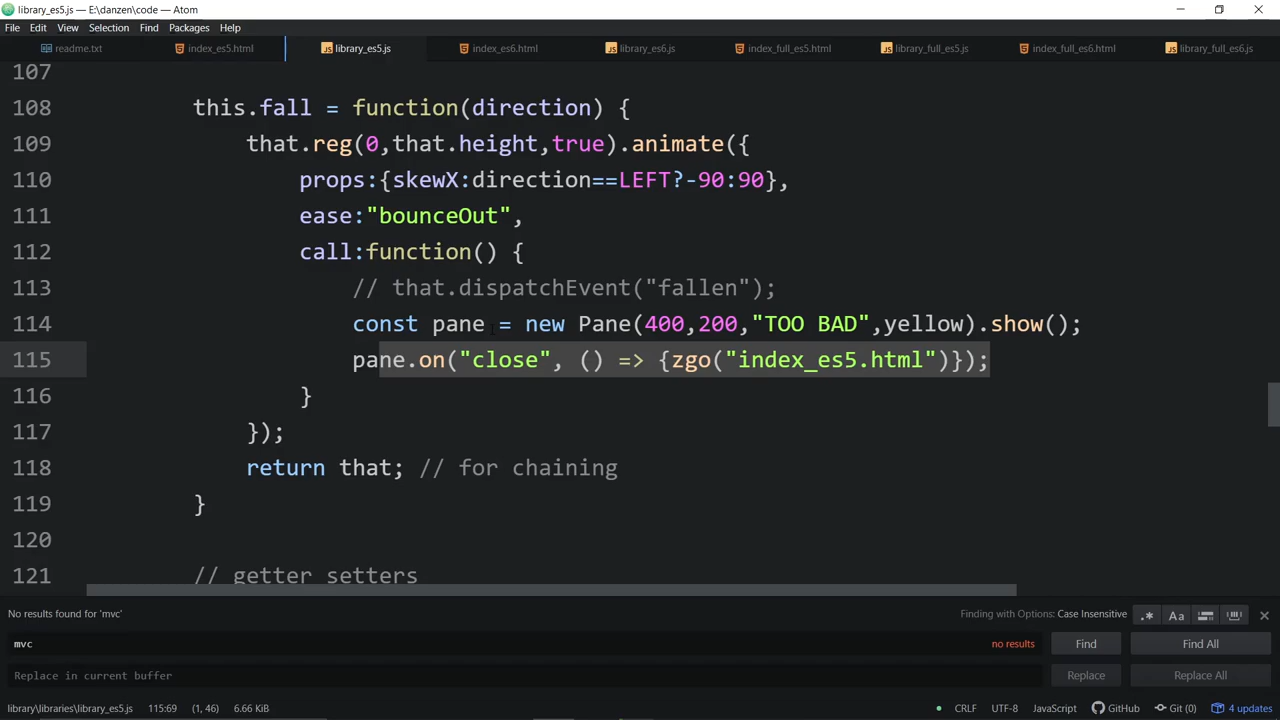 library_es5.js — E:\danzen\code — Atom
File Edit View Selection Find Packages Help
readme.txt index_es5.html library_es5.js index_es6.html library_es6.js index_full_es5.html library_full_es5.js index_full_es6.html library_full_es6.js
107
108 this.fall = function(direction) {
109 that.reg(0,that.height,true).animate({
110 props:{skewX:direction==LEFT?-90:90},
111 ease:"bounceOut",
112 call:function() {
113 // that.dispatchEvent("fallen");
114 const pane = new Pane(400,200,"TOO BAD",yellow).show();
115 pane.on("close", () => {zgo("index_es5.html")});
116 }
117 });
118 return that; // for chaining
119 }
120
121 // getter setters
No results found for 'mvc' Finding with Options: Case Insensitive .* Aa
mvc no results Find Find All
Replace in current buffer Replace Replace All
library\libraries\library_es5.js 115:69 (1, 46) 6.66 KiB CRLF UTF-8 JavaScript GitHub Git (0) 4 updates